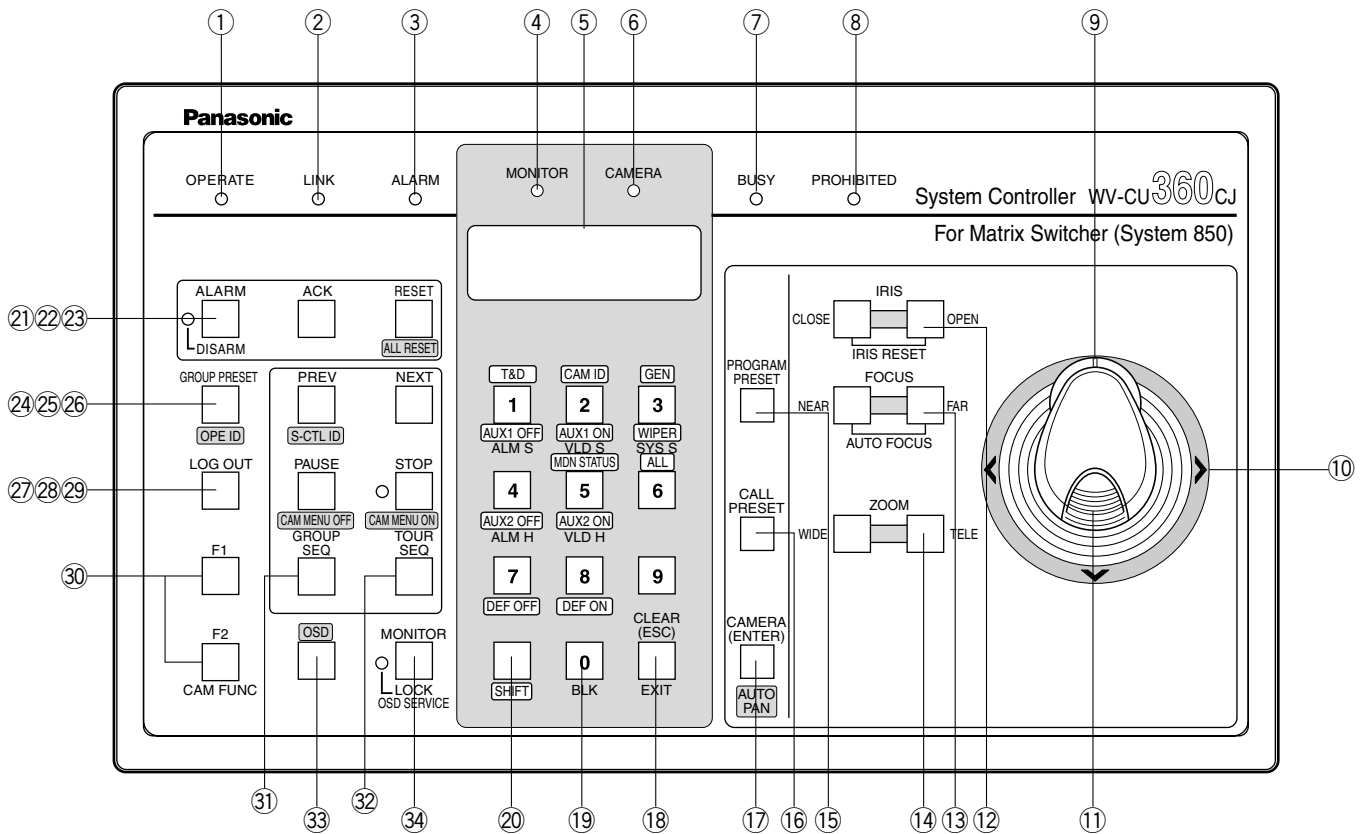 ① ② ③ ④ ⑤ ⑥ ⑦ ⑧ ⑨
Panasonic
OPERATE LINK ALARM MONITOR CAMERA BUSY PROHIBITED
System Controller WV-CU360CJ
For Matrix Switcher (System 850)
㉑㉒㉓
ALARM ACK RESET
DISARM
ALL RESET
㉔㉕㉖
GROUP PRESET PREV NEXT
OPE ID S-CTL ID
㉗㉘㉙
LOG OUT PAUSE STOP
CAM MENU OFF CAM MENU ON
㉚
F1 GROUP SEQ TOUR SEQ
F2 OSD MONITOR
CAM FUNC
LOCK
OSD SERVICE
T&D CAM ID GEN
1 2 3
AUX1 OFF AUX1 ON WIPER
ALM S VLD S SYS S
MDN STATUS ALL
4 5 6
AUX2 OFF AUX2 ON
ALM H VLD H
7 8 9
DEF OFF DEF ON
CLEAR
(ESC)
0
SHIFT BLK EXIT
IRIS
CLOSE OPEN
IRIS RESET
PROGRAM
PRESET
FOCUS
NEAR FAR
AUTO FOCUS
CALL
PRESET
ZOOM
WIDE TELE
CAMERA
(ENTER)
AUTO
PAN
⑩
㉛ ㉝ ㉜ ㉞ ⑳ ⑲ ⑱ ⑰ ⑯ ⑮ ⑭ ⑬ ⑫ ⑪